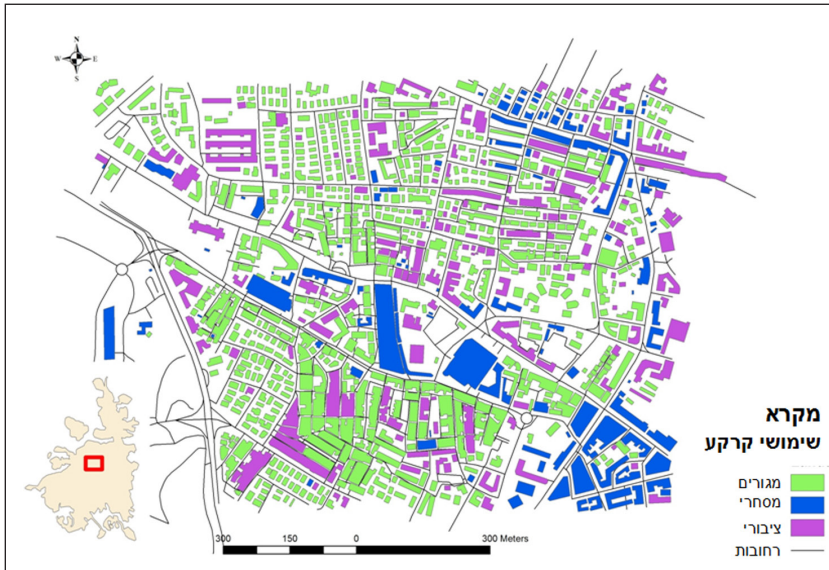 N
W E
S
מקרא
שימושי קרקע
מגורים
מסחרי
ציבורי
רחובות
300 150 0 300 Meters